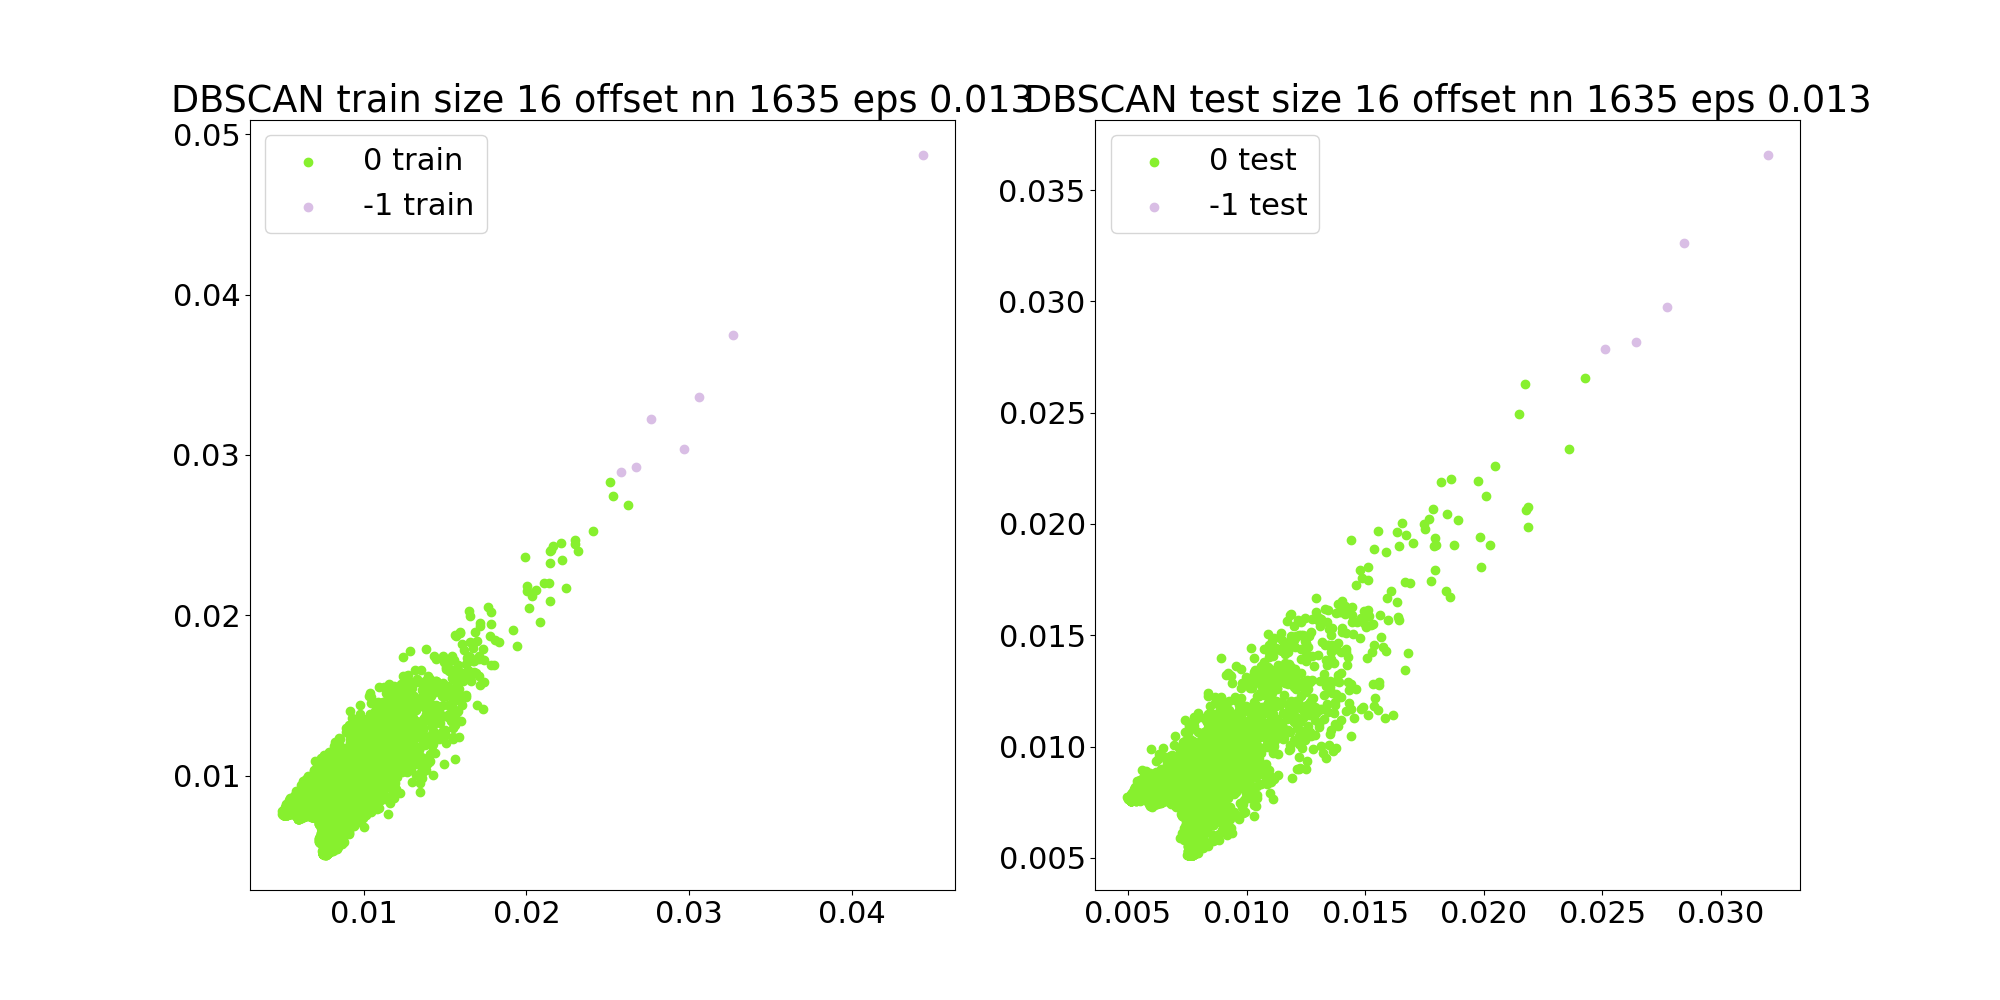 DBSCAN train size 16 offset nn 1635 eps 0.013
0 train
-1 train
0.05
0.04
0.03
0.02
0.01
0.01 0.02 0.03 0.04
DBSCAN test size 16 offset nn 1635 eps 0.013
0 test
-1 test
0.035
0.030
0.025
0.020
0.015
0.010
0.005
0.005 0.010 0.015 0.020 0.025 0.030